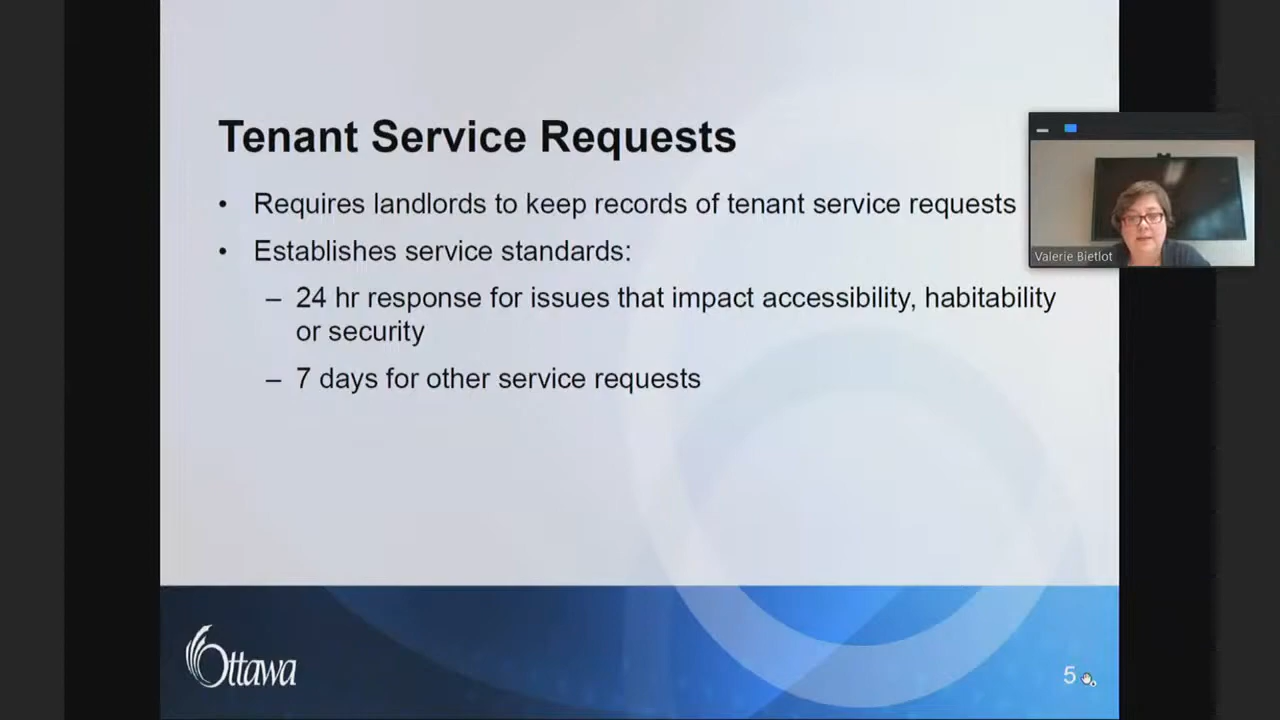 Tenant Service Requests
• Requires landlords to keep records of tenant service requests
• Establishes service standards:
– 24 hr response for issues that impact accessibility, habitability
or security
– 7 days for other service requests
Valerie Bietlot
Ottawa
5